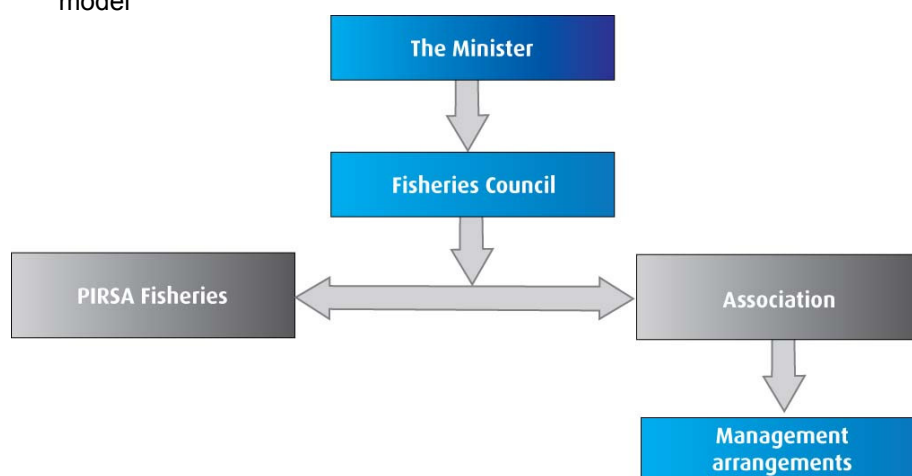 model
The Minister
Fisheries Council
PIRSA Fisheries
Association
Management
arrangements